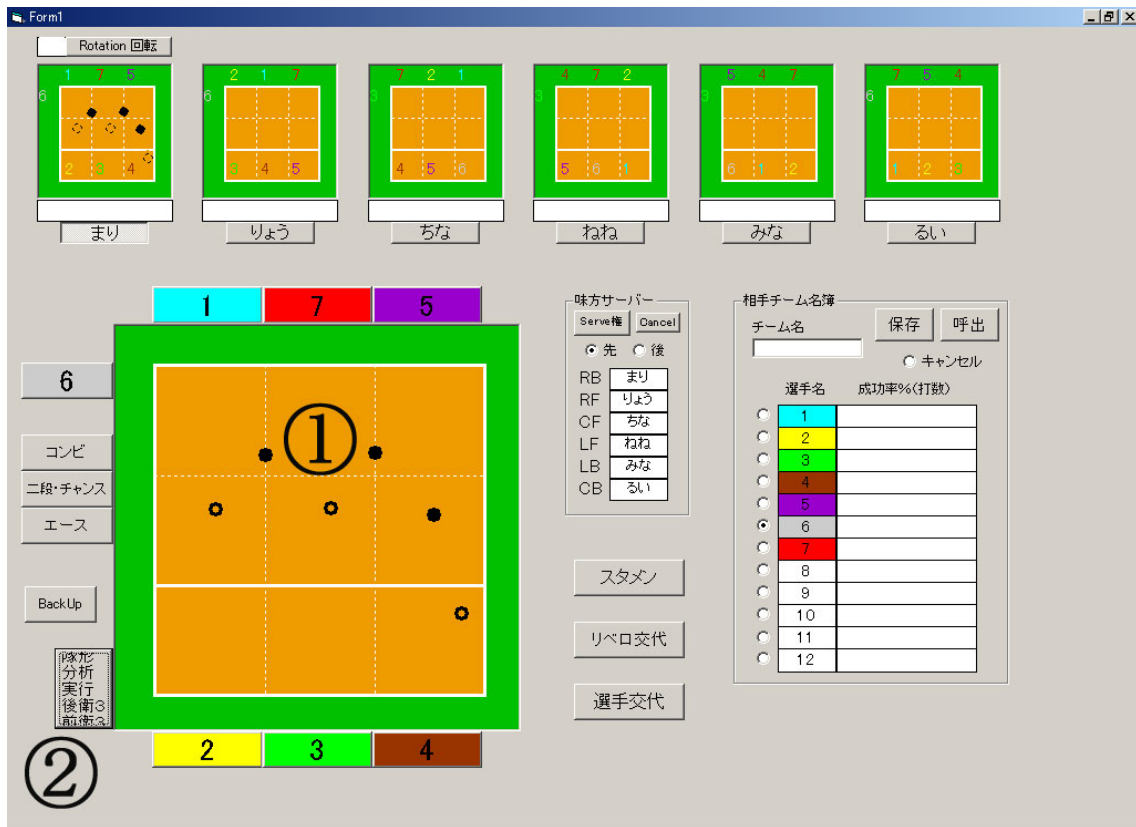 Form1
Rotation 回転
1 7 5
6
2 3 4
まり
2 1 7
6
3 4 5
りょう
7 2 1
3
4 5 6
ちな
4 7 2
3
5 6 1
ねね
5 4 7
3
6 1 2
みな
7 5 4
6
1 2 3
るい
1 7 5
6
コンビ
二段・チャンス
エース
BackUp
隊形
分析
実行
後衛3
前衛3
①
②
2 3 4
味方サーバー
Serve権 Cancel
先 後
RB まり
RF りょう
CF ちな
LF ねね
LB みな
CB るい
スタメン
リベロ交代
選手交代
相手チーム名簿
チーム名
保存 呼出
キャンセル
選手名 成功率%(打数)
1
2
3
4
5
6
7
8
9
10
11
12